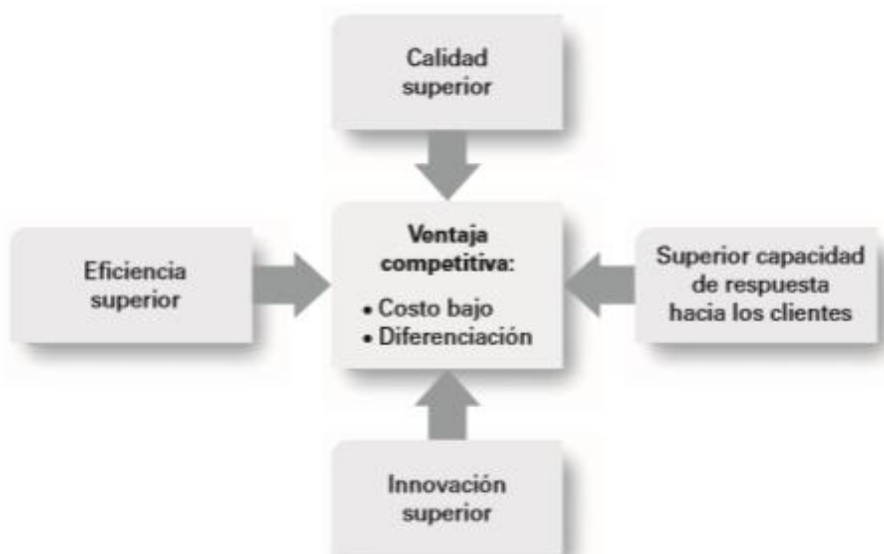 Calidad
superior
Eficiencia
superior
Ventaja
competitiva:
• Costo bajo
• Diferenciación
Superior capacidad
de respuesta
hacia los clientes
Innovación
superior